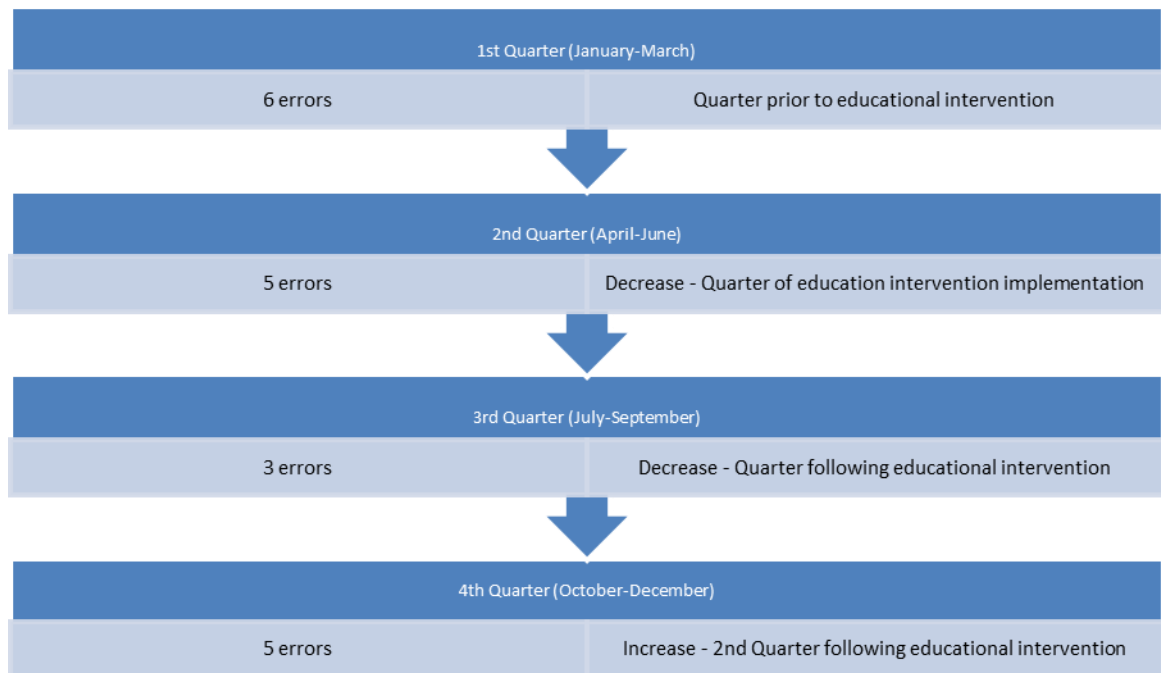 1st Quarter (January-March)
6 errors
Quarter prior to educational intervention
2nd Quarter (April-June)
5 errors
Decrease - Quarter of education intervention implementation
3rd Quarter (July-September)
3 errors
Decrease - Quarter following educational intervention
4th Quarter (October-December)
5 errors
Increase - 2nd Quarter following educational intervention